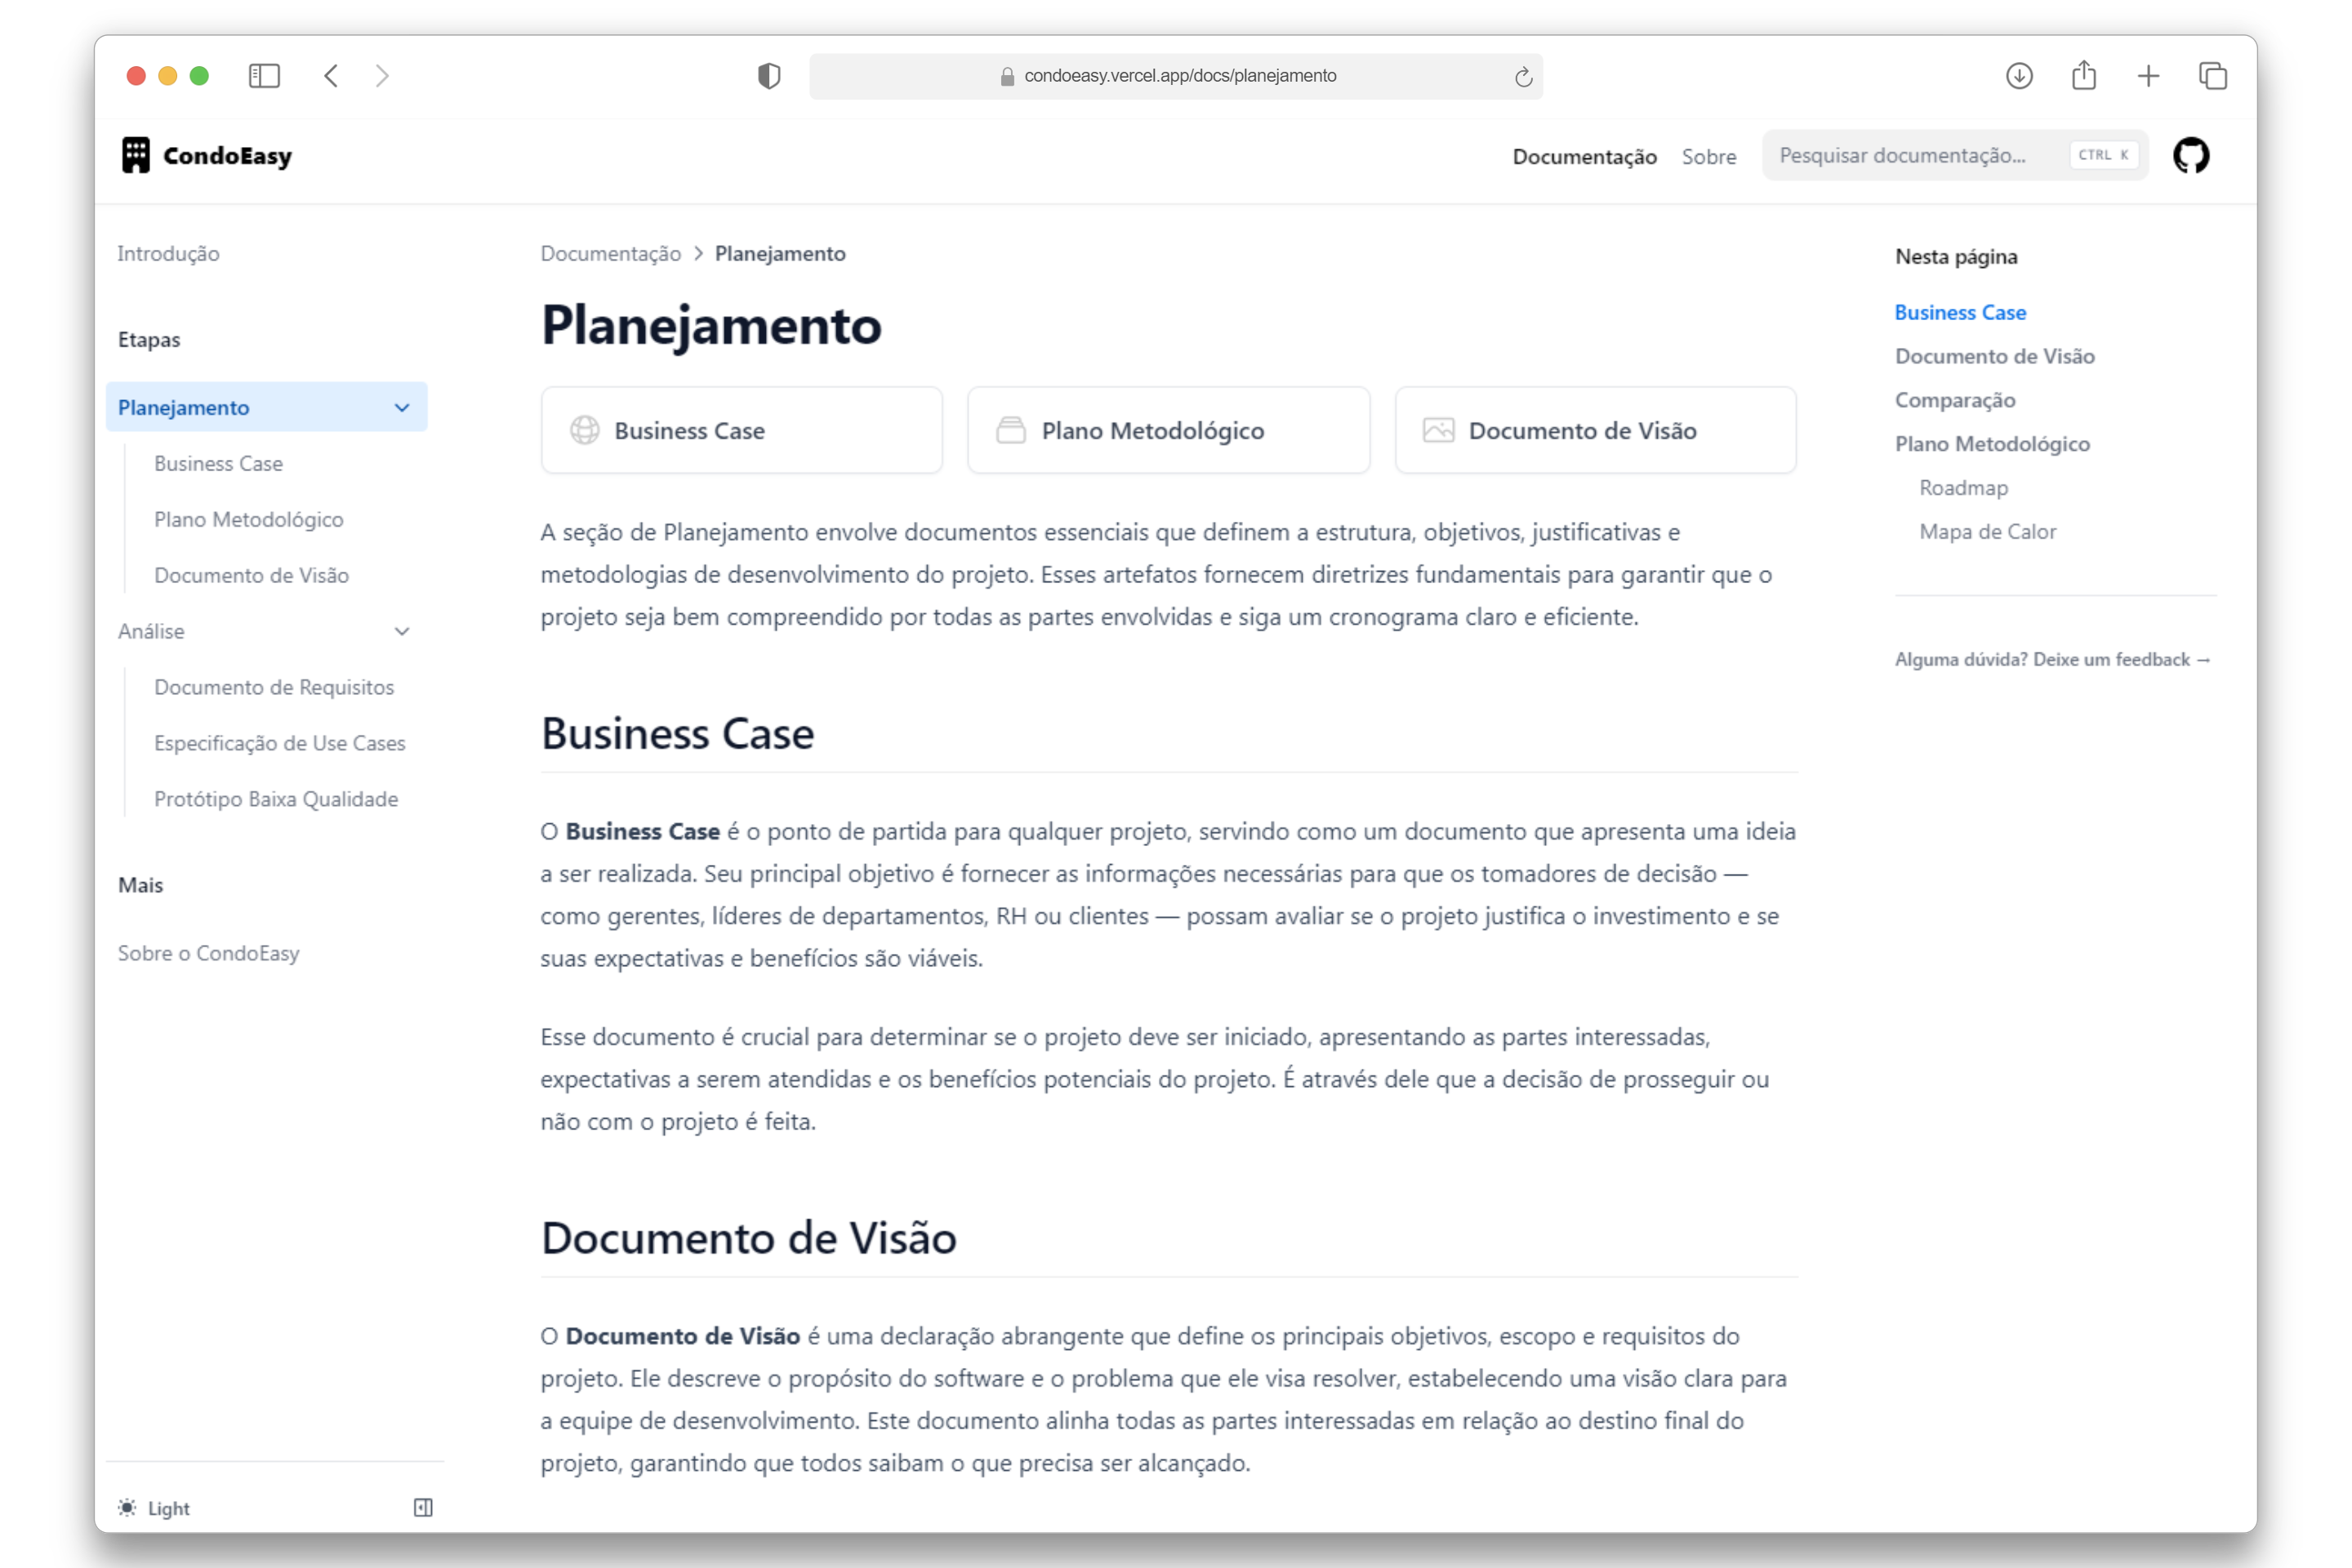 condoeasy.vercel.app/docs/planejamento
CondoEasy
Documentação
Sobre
Pesquisar documentação...
CTRL K
Introdução
Etapas
Planejamento
Business Case
Plano Metodológico
Documento de Visão
Análise
Documento de Requisitos
Especificação de Use Cases
Protótipo Baixa Qualidade
Mais
Sobre o CondoEasy
Light
Documentação > Planejamento
Planejamento
Business Case
Plano Metodológico
Documento de Visão
A seção de Planejamento envolve documentos essenciais que definem a estrutura, objetivos, justificativas e
metodologias de desenvolvimento do projeto. Esses artefatos fornecem diretrizes fundamentais para garantir que o
projeto seja bem compreendido por todas as partes envolvidas e siga um cronograma claro e eficiente.
Business Case
O Business Case é o ponto de partida para qualquer projeto, servindo como um documento que apresenta uma ideia
a ser realizada. Seu principal objetivo é fornecer as informações necessárias para que os tomadores de decisão —
como gerentes, líderes de departamentos, RH ou clientes — possam avaliar se o projeto justifica o investimento e se
suas expectativas e benefícios são viáveis.
Esse documento é crucial para determinar se o projeto deve ser iniciado, apresentando as partes interessadas,
expectativas a serem atendidas e os benefícios potenciais do projeto. É através dele que a decisão de prosseguir ou
não com o projeto é feita.
Documento de Visão
O Documento de Visão é uma declaração abrangente que define os principais objetivos, escopo e requisitos do
projeto. Ele descreve o propósito do software e o problema que ele visa resolver, estabelecendo uma visão clara para
a equipe de desenvolvimento. Este documento alinha todas as partes interessadas em relação ao destino final do
projeto, garantindo que todos saibam o que precisa ser alcançado.
Nesta página
Business Case
Documento de Visão
Comparação
Plano Metodológico
Roadmap
Mapa de Calor
Alguma dúvida? Deixe um feedback →